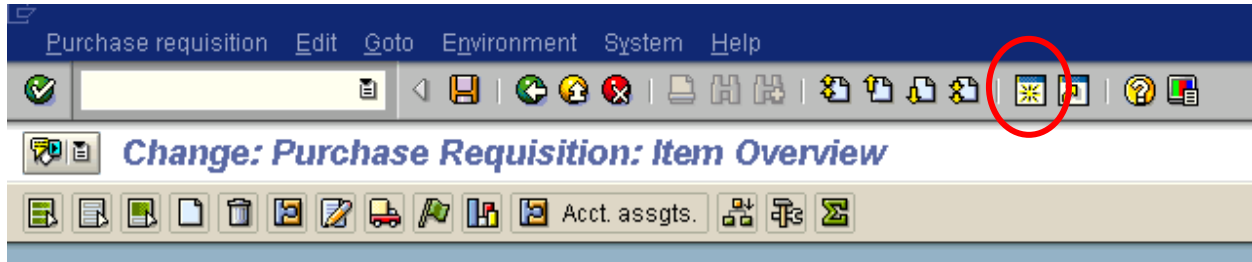 Purchase requisition Edit Goto Environment System Help
Change: Purchase Requisition: Item Overview
Acct. assgts.